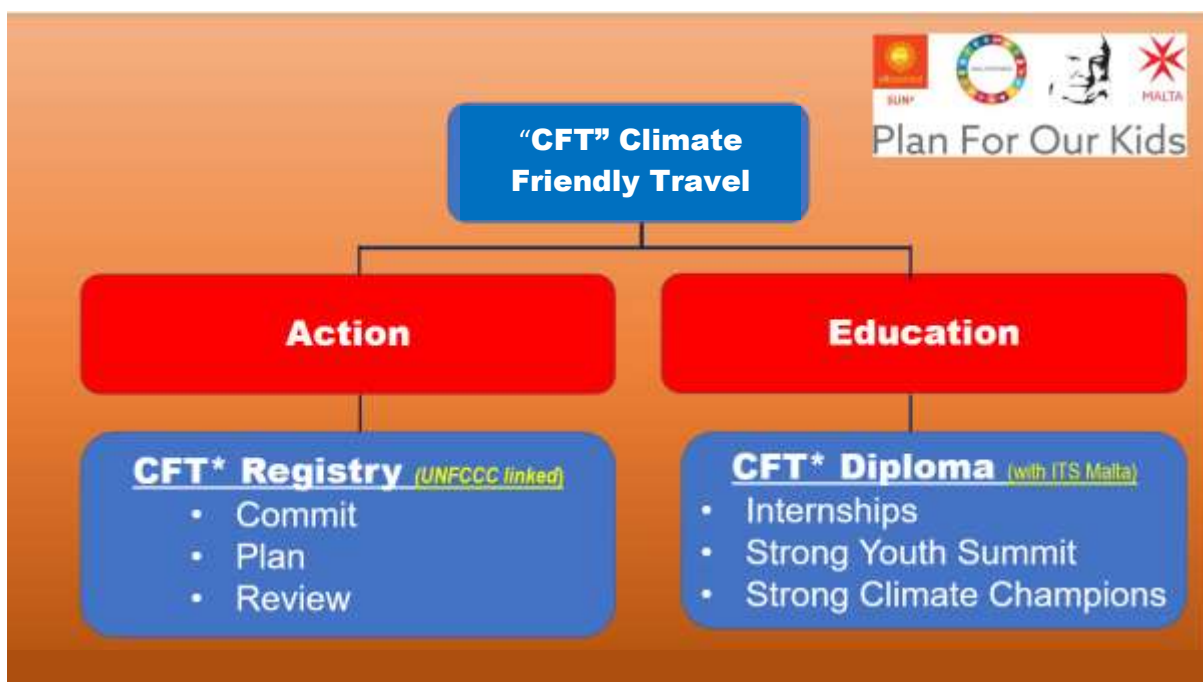 SUNˣ
MALTA
Plan For Our Kids
“CFT” Climate
Friendly Travel
Action
Education
CFT* Registry (UNFCCC linked)
• Commit
• Plan
• Review
CFT* Diploma (with ITS Malta)
• Internships
• Strong Youth Summit
• Strong Climate Champions